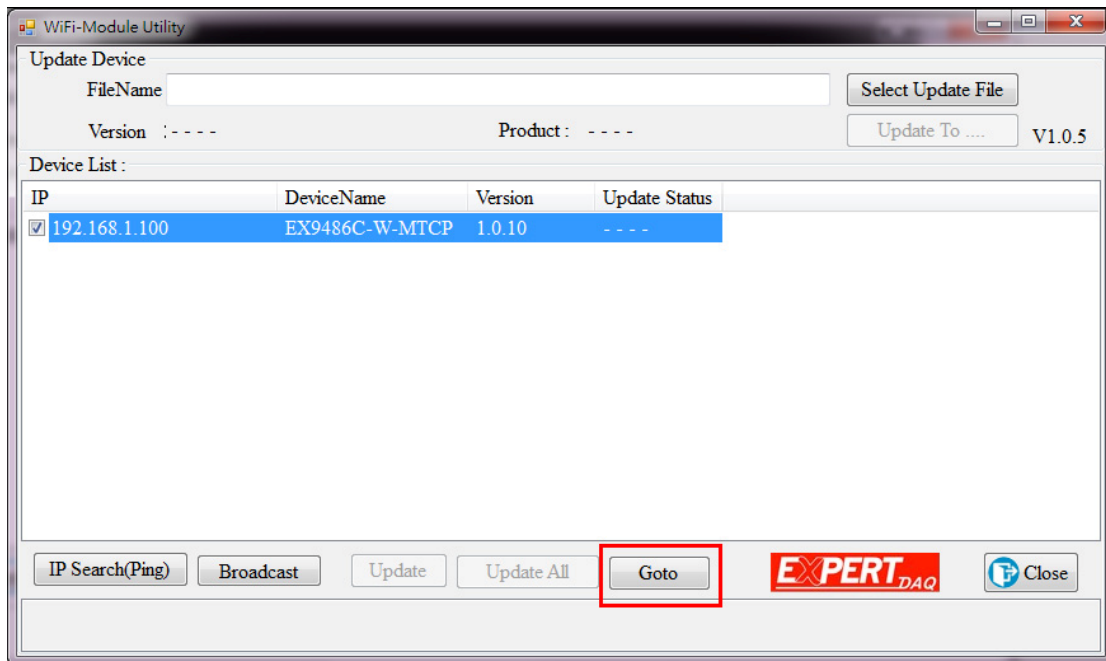 WiFi-Module Utility
Update Device
FileName Select Update File
Version :- - - - Product : - - - - Update To .... V1.0.5
Device List :
IP DeviceName Version Update Status
192.168.1.100 EX9486C-W-MTCP 1.0.10 - - - -
IP Search(Ping) Broadcast Update Update All Goto EXPERT DAQ Close